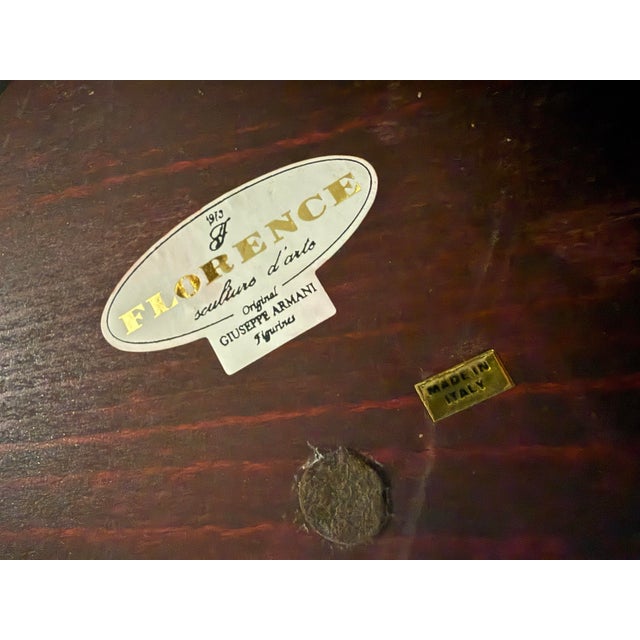 1973
FLORENCE
sculture d'arte
Original
GIUSEPPE ARMANI
Figurines
MADE IN
ITALY